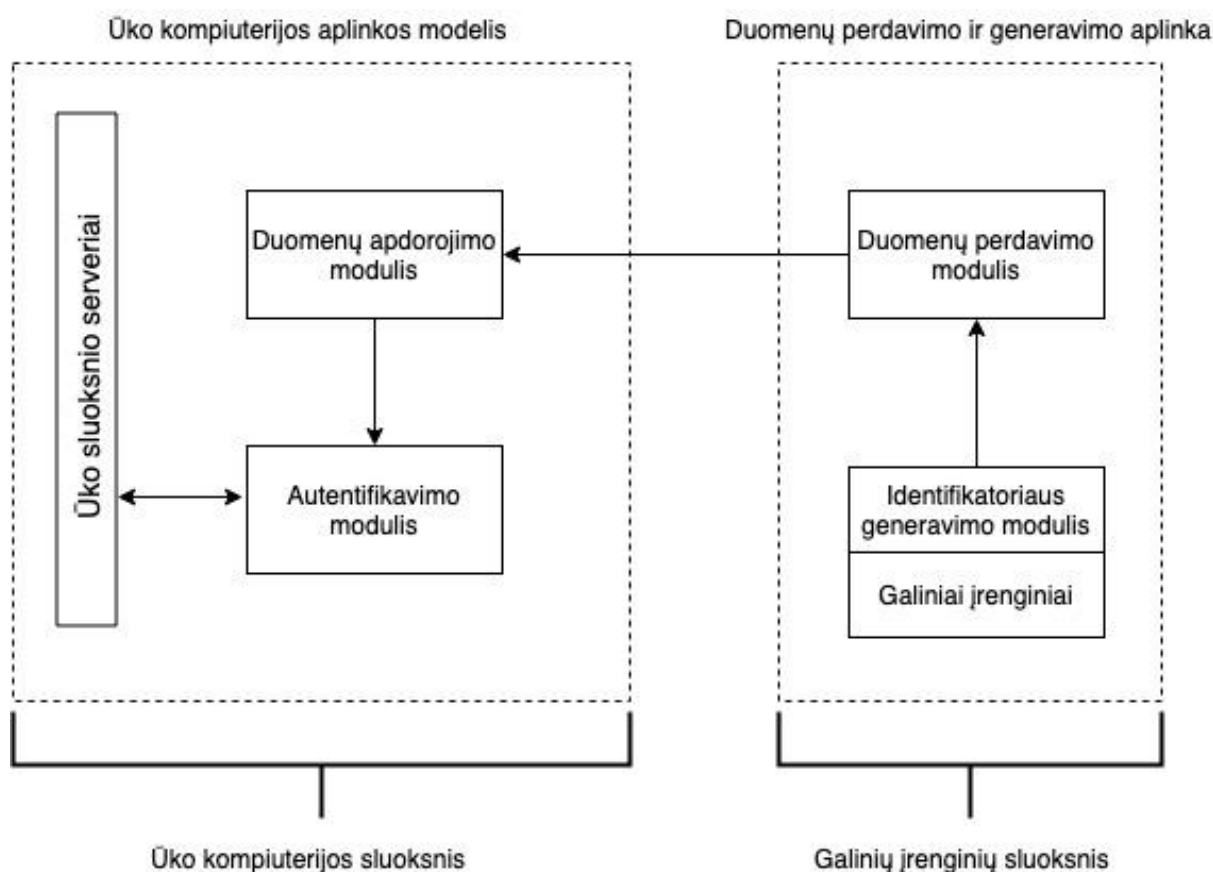 Ūko kompiuterijos aplinkos modelis
Duomenų perdavimo ir generavimo aplinka
Ūko sluoksnio serveriai
Duomenų apdorojimo
modulis
Duomenų perdavimo
modulis
Autentifikavimo
modulis
Identifikatoriaus
generavimo modulis
Galiniai įrenginiai
Ūko kompiuterijos sluoksnis
Galinių įrenginių sluoksnis